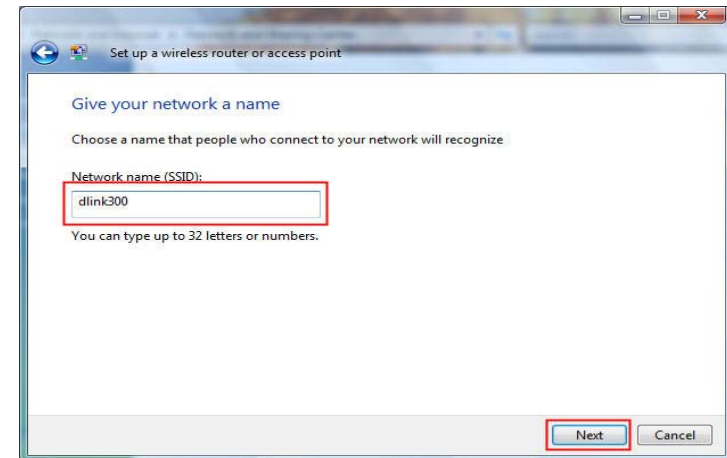 Set up a wireless router or access point
Give your network a name
Choose a name that people who connect to your network will recognize
Network name (SSID):
dlink300
You can type up to 32 letters or numbers.
Next Cancel